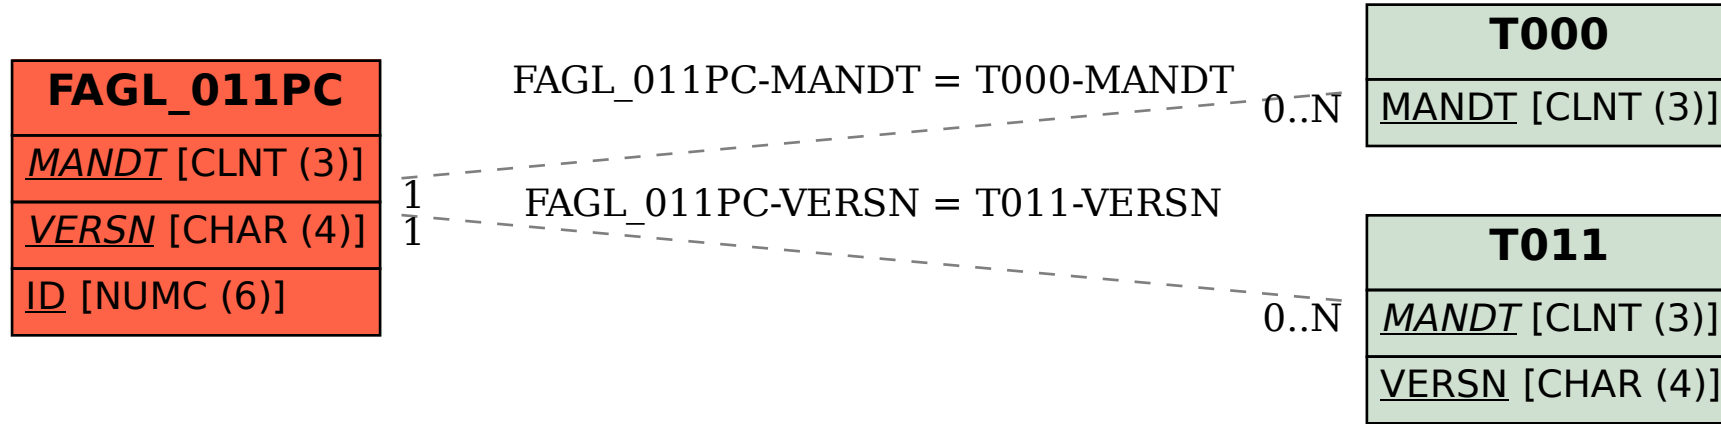 FAGL_011PC
MANDT [CLNT (3)]
VERSN [CHAR (4)]
ID [NUMC (6)]
FAGL_011PC-MANDT = T000-MANDT
0..N
1
FAGL_011PC-VERSN = T011-VERSN
1
0..N
T000
MANDT [CLNT (3)]
T011
MANDT [CLNT (3)]
VERSN [CHAR (4)]